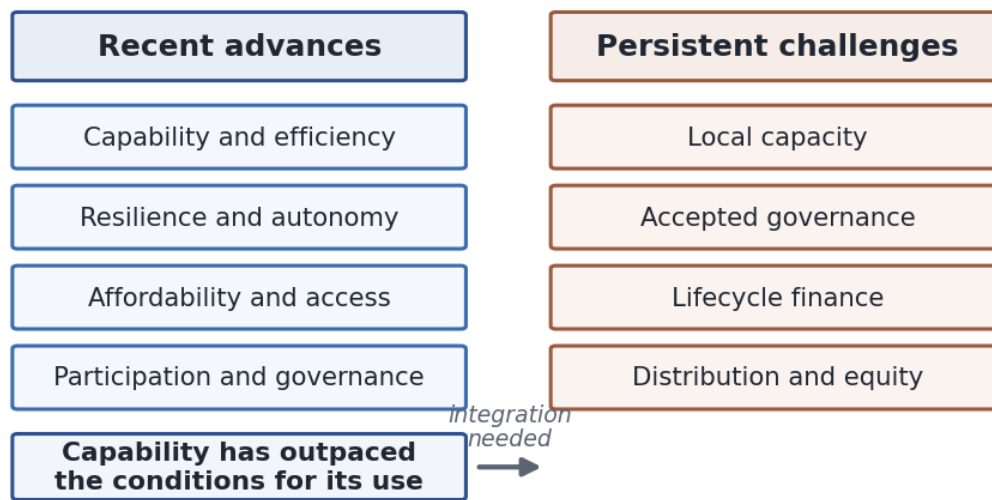 Recent advances
Capability and efficiency
Resilience and autonomy
Affordability and access
Participation and governance
Capability has outpaced
the conditions for its use
integration
needed
Persistent challenges
Local capacity
Accepted governance
Lifecycle finance
Distribution and equity